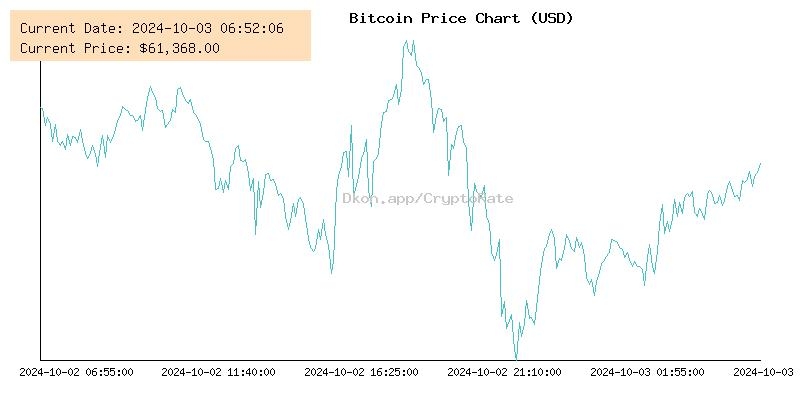 Bitcoin Price Chart (USD)
Current Date: 2024-10-03 06:52:06
Current Price: $61,368.00
Dkon.app/CryptoRate
2024-10-02 06:55:00 2024-10-02 11:40:00 2024-10-02 16:25:00 2024-10-02 21:10:00 2024-10-03 01:55:00 2024-10-03